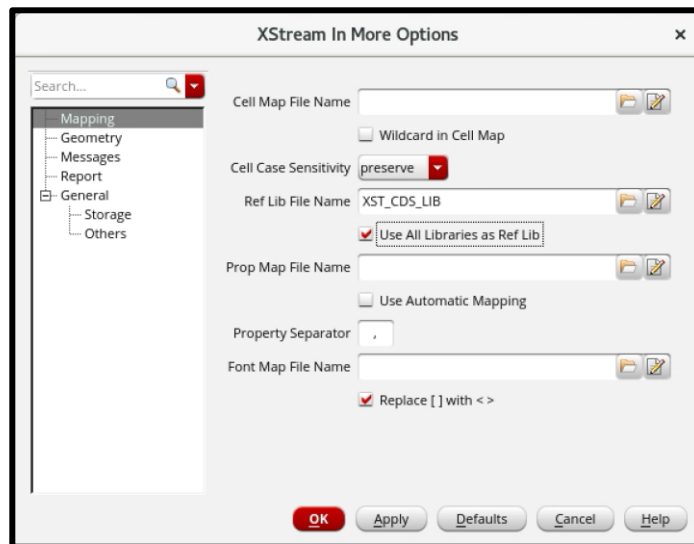 XStream In More Options
Search...
Mapping
Geometry
Messages
Report
General
Storage
Others
Cell Map File Name
Wildcard in Cell Map
Cell Case Sensitivity preserve
Ref Lib File Name XST_CDS_LIB
Use All Libraries as Ref Lib
Prop Map File Name
Use Automatic Mapping
Property Separator ,
Font Map File Name
Replace [ ] with < >
OK Apply Defaults Cancel Help